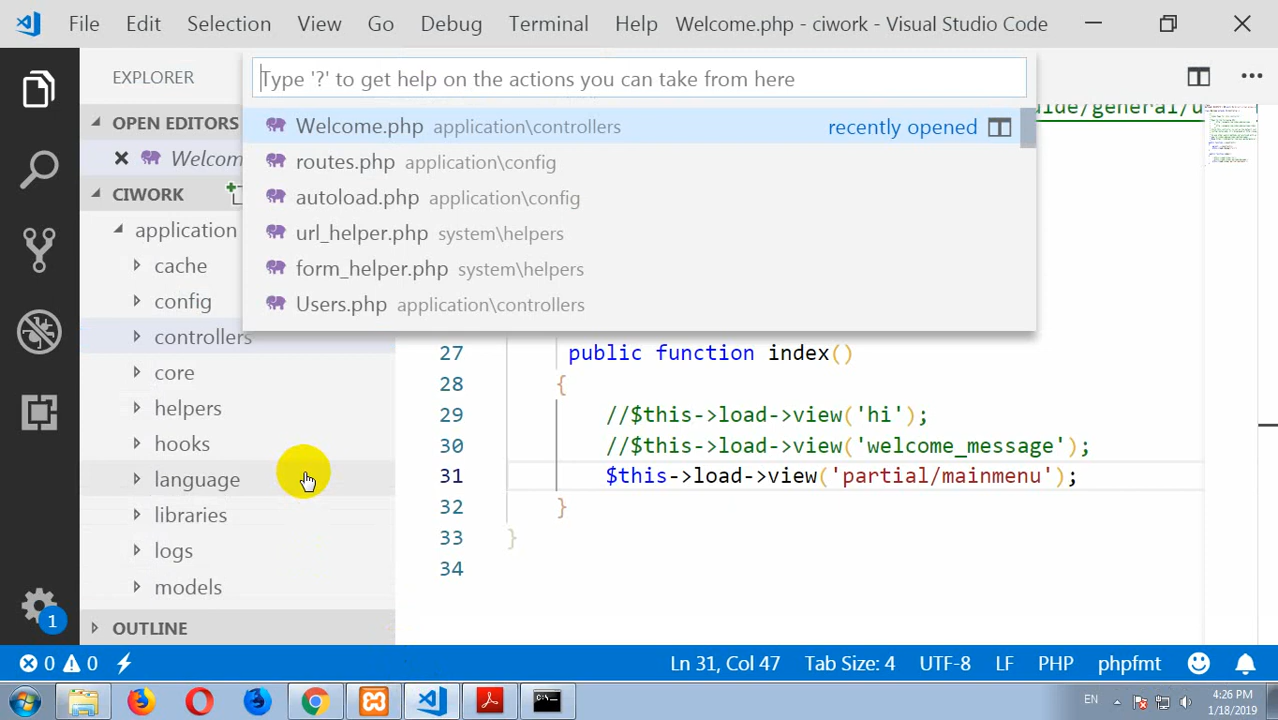 File Edit Selection View Go Debug Terminal Help Welcome.php - ciwork - Visual Studio Code
EXPLORER
Type '?' to get help on the actions you can take from here
OPEN EDITORS
Welcome.php application\controllers recently opened
routes.php application\config
CIWORK
autoload.php application\config
application
url_helper.php system\helpers
cache
form_helper.php system\helpers
config
Users.php application\controllers
controllers
core
helpers
hooks
language
libraries
logs
models
OUTLINE
27 public function index()
28 {
29 //$this->load->view('hi');
30 //$this->load->view('welcome_message');
31 $this->load->view('partial/mainmenu');
32 }
33 }
34
1
0 0 Ln 31, Col 47 Tab Size: 4 UTF-8 LF PHP phpfmt
EN
4:26 PM
1/18/2019